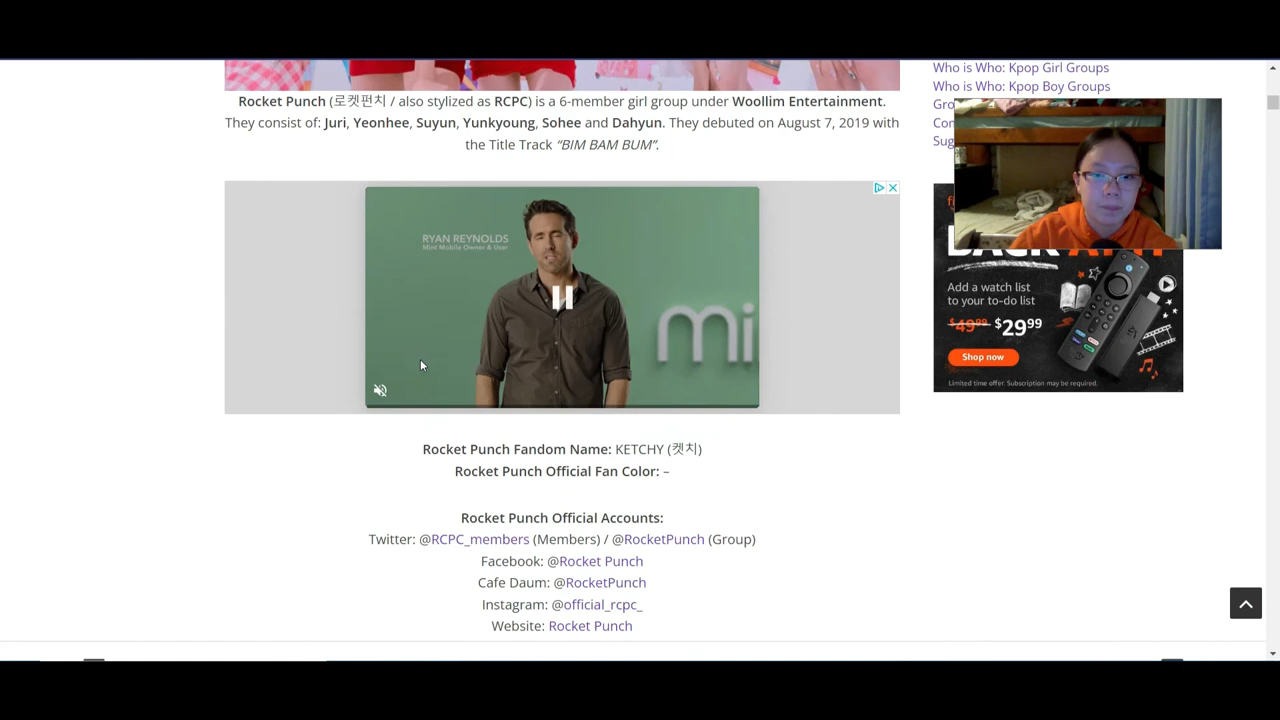 Rocket Punch (로켓펀치 / also stylized as RCPC) is a 6-member girl group under Woollim Entertainment.
They consist of: Juri, Yeonhee, Suyun, Yunkyoung, Sohee and Dahyun. They debuted on August 7, 2019 with
the Title Track “BIM BAM BUM”.
RYAN REYNOLDS
Mint Mobile Owner & User
mi
Rocket Punch Fandom Name: KETCHY (켓치)
Rocket Punch Official Fan Color: –
Rocket Punch Official Accounts:
Twitter: @RCPC_members (Members) / @RocketPunch (Group)
Facebook: @Rocket Punch
Cafe Daum: @RocketPunch
Instagram: @official_rcpc_
Website: Rocket Punch
Who is Who: Kpop Girl Groups
Who is Who: Kpop Boy Groups
Add a watch list
to your to-do list
$49.99 $29.99
Shop now
Limited time offer. Subscription may be required.